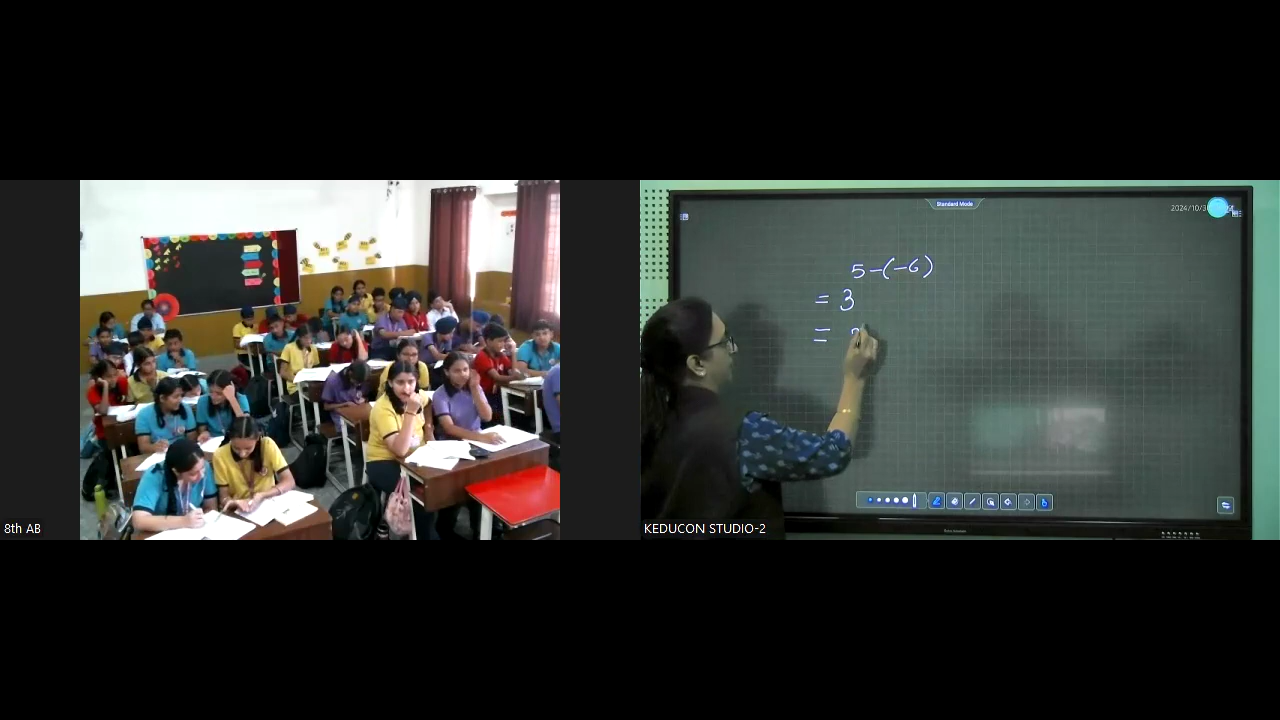 Standard Mode
5-(-6)
= 3
=
8th AB
KEDUCON STUDIO-2